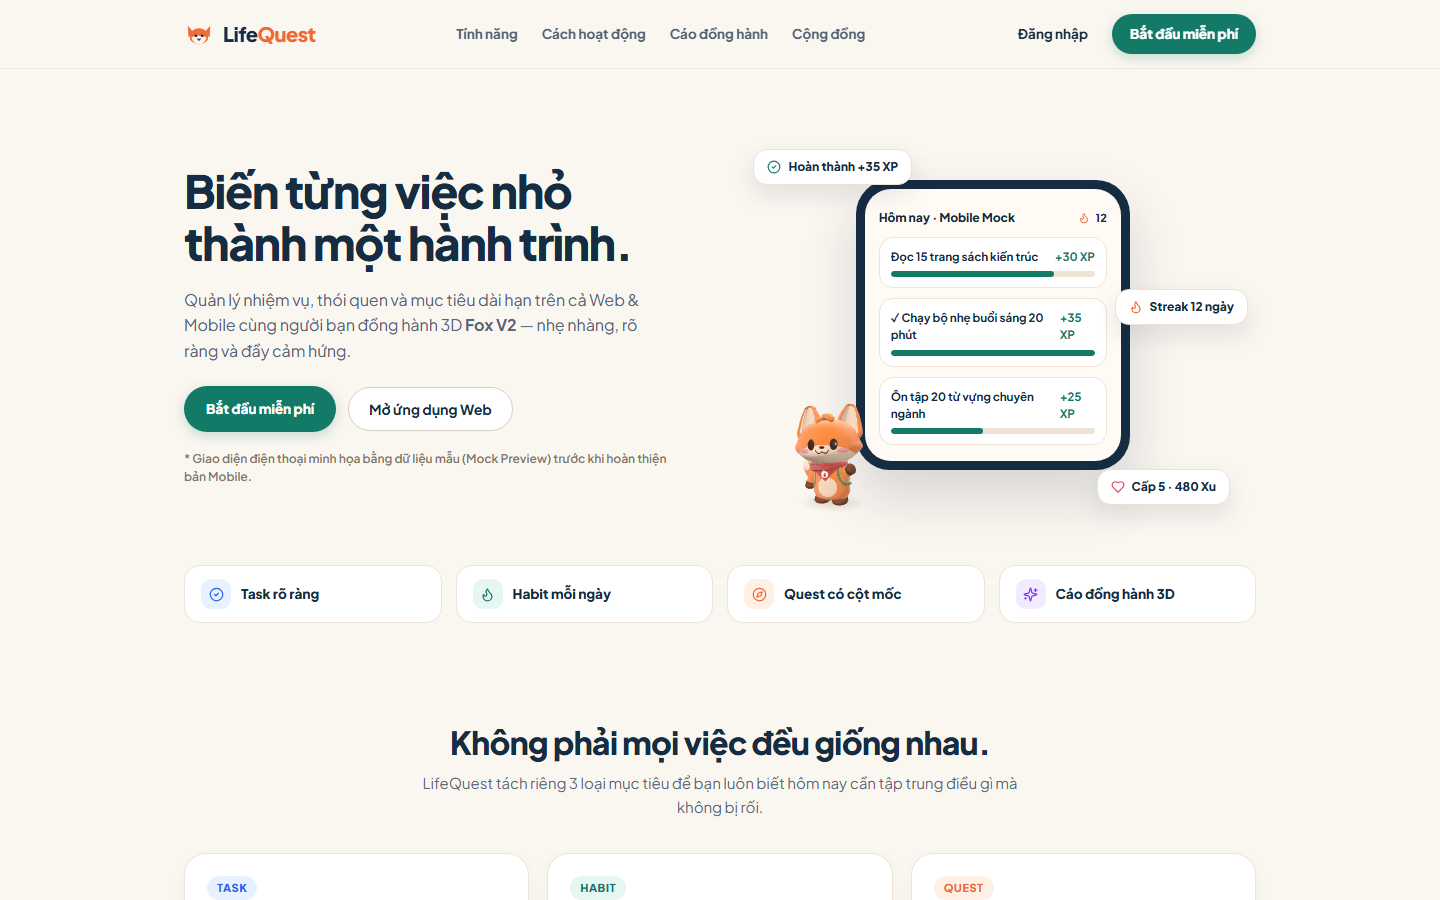 LifeQuest
Tính năng
Cách hoạt động
Cáo đồng hành
Cộng đồng
Đăng nhập
Bắt đầu miễn phí
Biến từng việc nhỏ
thành một hành trình.
Quản lý nhiệm vụ, thói quen và mục tiêu dài hạn trên cả Web &
Mobile cùng người bạn đồng hành 3D Fox V2 — nhẹ nhàng, rõ
ràng và đầy cảm hứng.
Bắt đầu miễn phí
Mở ứng dụng Web
* Giao diện điện thoại minh họa bằng dữ liệu mẫu (Mock Preview) trước khi hoàn thiện
bản Mobile.
Hoàn thành +35 XP
Hôm nay · Mobile Mock
12
Đọc 15 trang sách kiến trúc
+30 XP
✓ Chạy bộ nhẹ buổi sáng 20
phút
+35
XP
Ôn tập 20 từ vựng chuyên
ngành
+25
XP
Streak 12 ngày
Cấp 5 · 480 Xu
Task rõ ràng
Habit mỗi ngày
Quest có cột mốc
Cáo đồng hành 3D
Không phải mọi việc đều giống nhau.
LifeQuest tách riêng 3 loại mục tiêu để bạn luôn biết hôm nay cần tập trung điều gì mà
không bị rối.
TASK
HABIT
QUEST